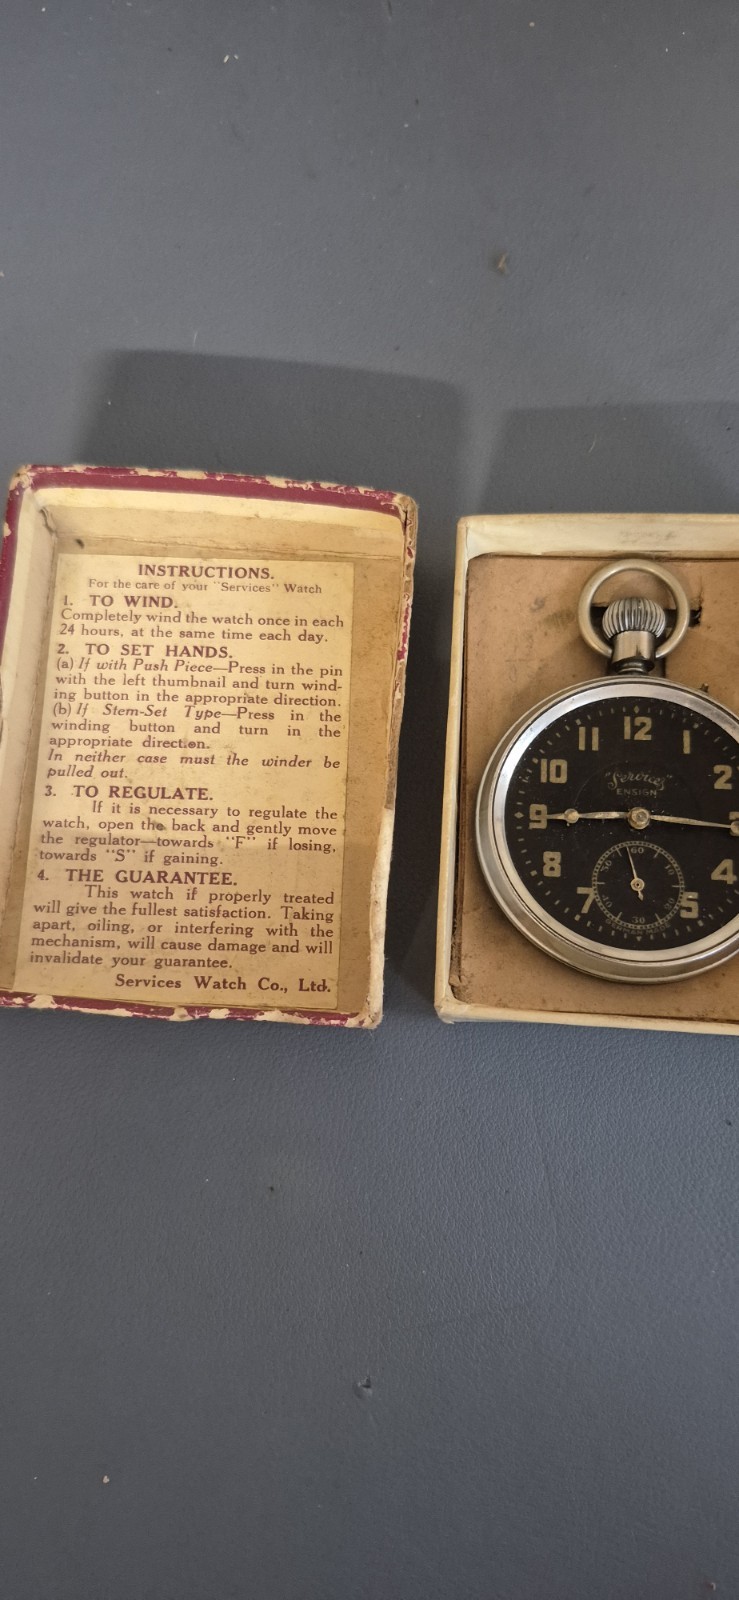 INSTRUCTIONS.
For the care of your "Services" Watch
1. TO WIND.
Completely wind the watch once in each
24 hours, at the same time each day.
2. TO SET HANDS.
(a) If with Push Piece—Press in the pin
with the left thumbnail and turn wind-
ing button in the appropriate direction.
(b) If Stem-Set Type—Press in the
winding button and turn in the
appropriate direction.
In neither case must the winder be
pulled out.
3. TO REGULATE.
If it is necessary to regulate the
watch, open the back and gently move
the regulator—towards "F" if losing,
towards "S" if gaining.
4. THE GUARANTEE.
This watch if properly treated
will give the fullest satisfaction. Taking
apart, oiling, or interfering with the
mechanism, will cause damage and will
invalidate your guarantee.
Services Watch Co., Ltd.
11 12 1
10 2
"Services"
ENSIGN
9 3
8 4
7 5
60
10
50
30
GERMAN MADE